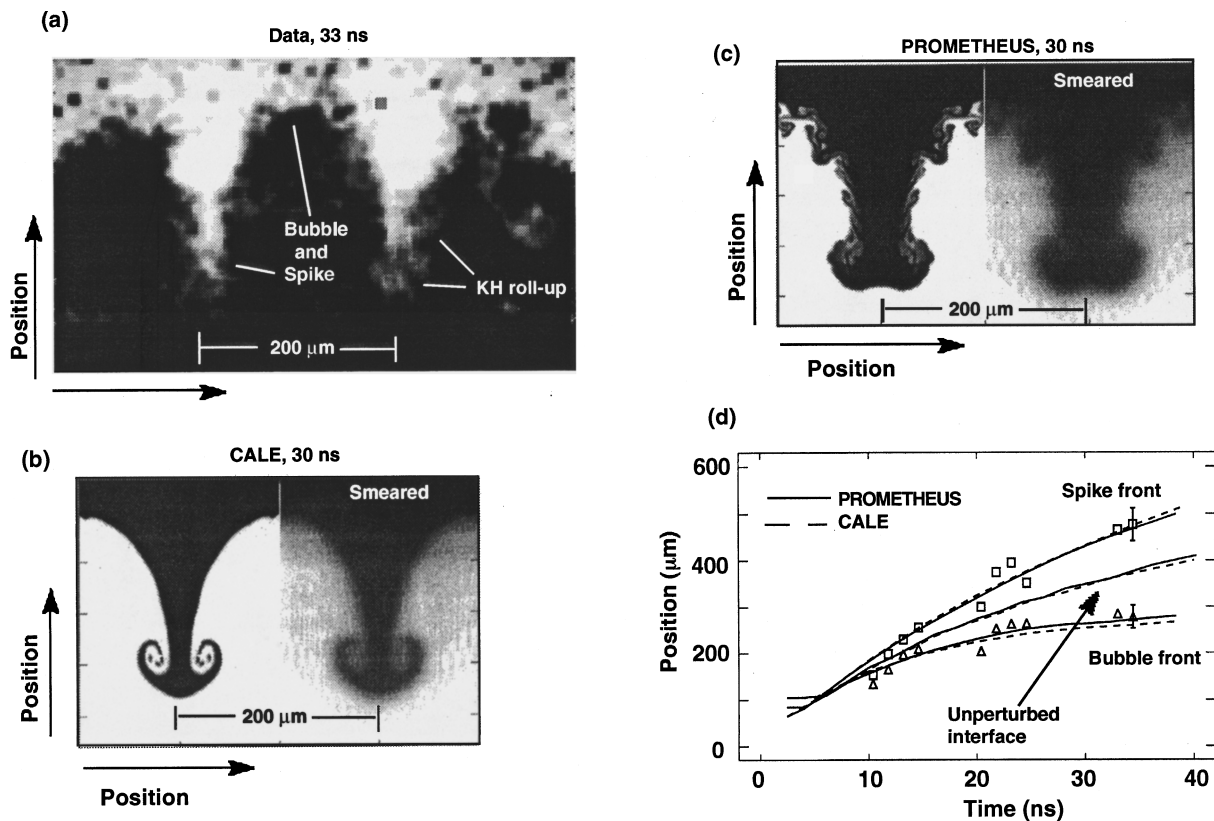 (a)
Data, 33 ns
Bubble
and
Spike
KH roll-up
200 μm
Position
(b)
CALE, 30 ns
Smeared
200 μm
Position
Position
(c)
PROMETHEUS, 30 ns
Smeared
200 μm
Position
Position
(d)
600
400
200
0
Position (μm)
PROMETHEUS
CALE
Spike front
Bubble front
Unperturbed
interface
0
10
20
30
40
Time (ns)